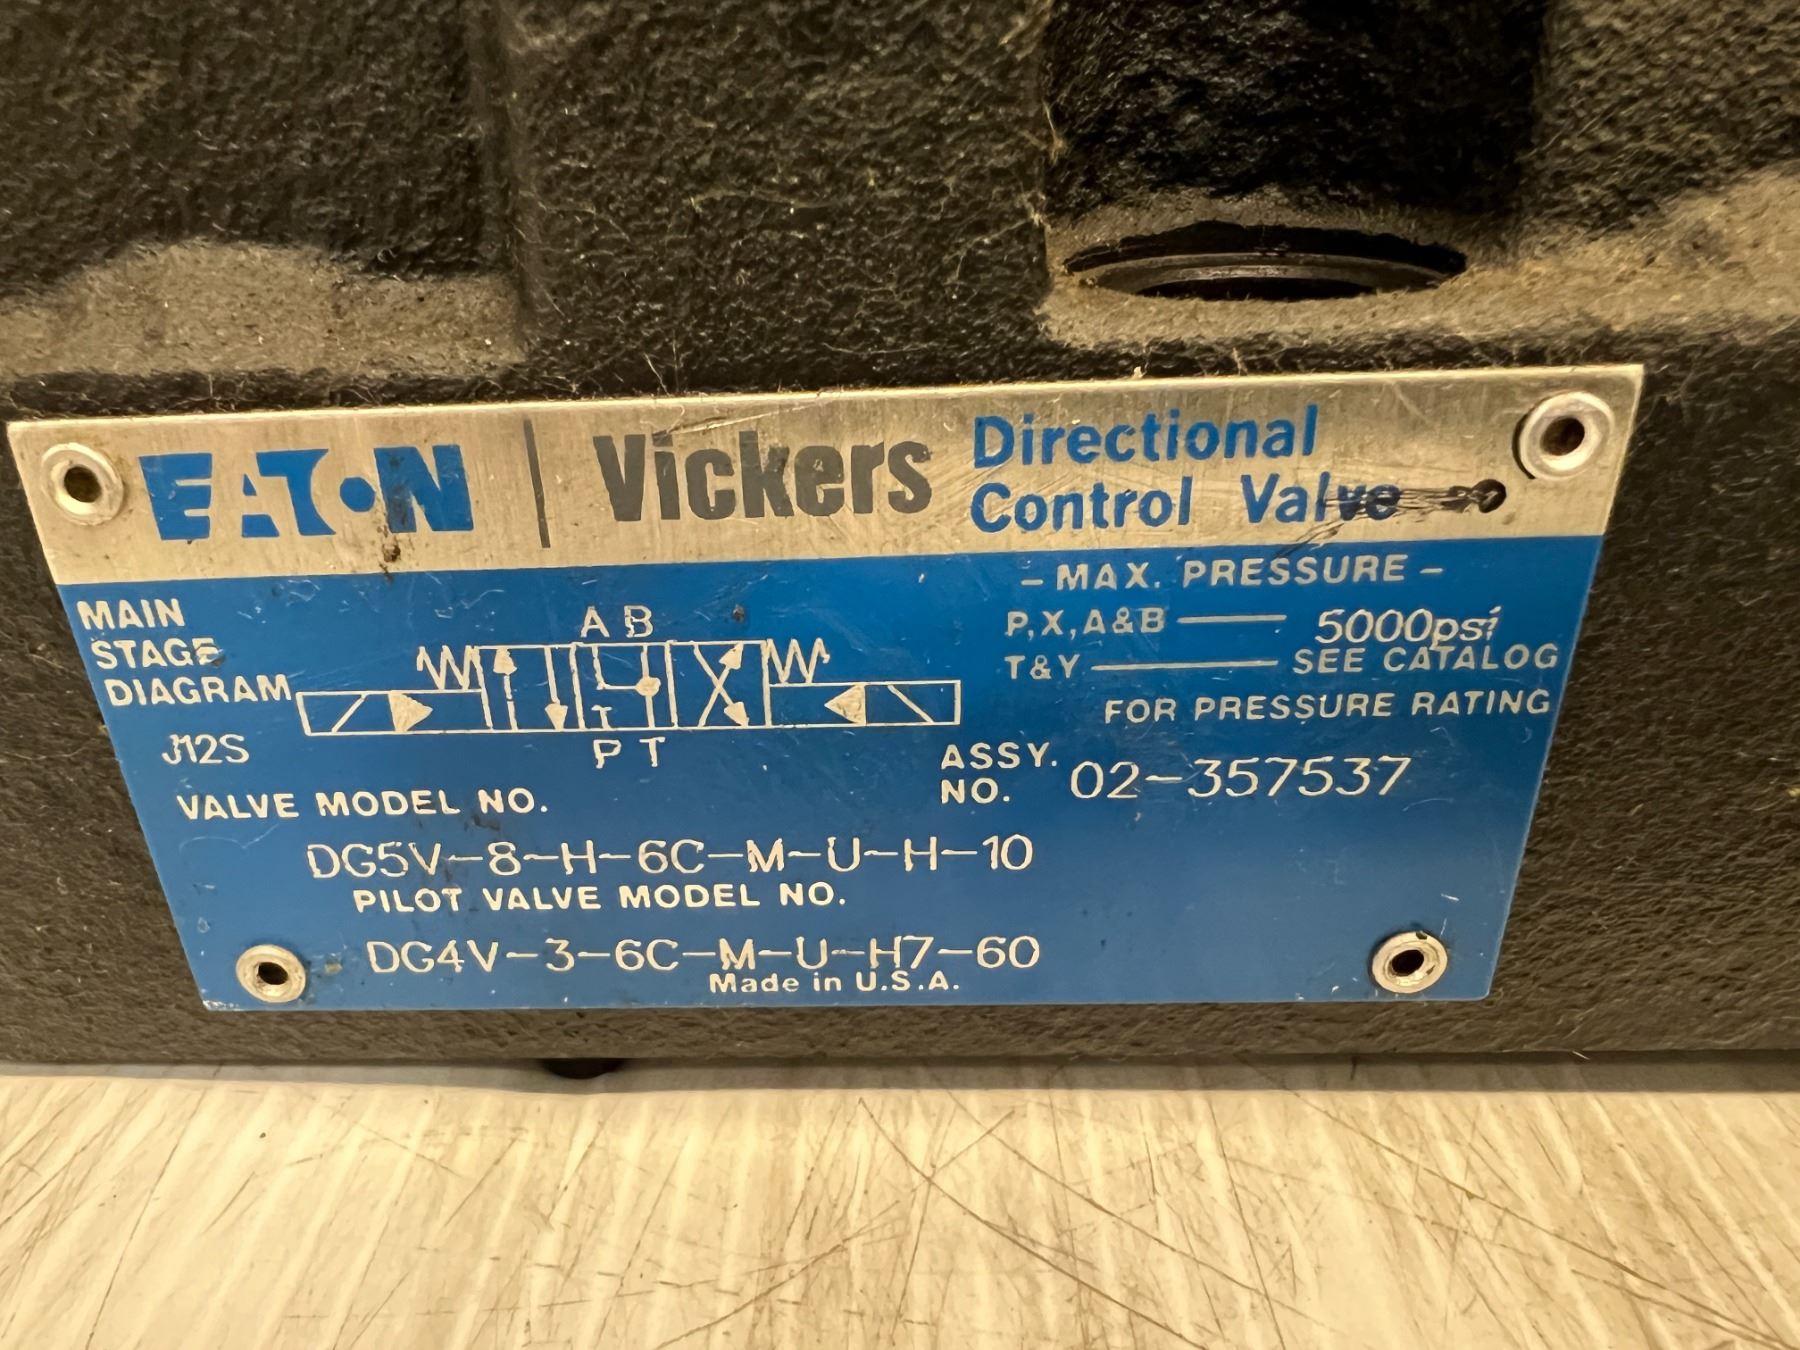 EATON Vickers Directional
Control Valve
- MAX. PRESSURE -
P,X,A&B 5000psi
T&Y SEE CATALOG
FOR PRESSURE RATING
MAIN
STAGE
DIAGRAM
A B
P T
J12S
ASSY.
NO. 02-357537
VALVE MODEL NO.
DG5V-8-H-6C-M-U-H-10
PILOT VALVE MODEL NO.
DG4V-3-6C-M-U-H7-60
Made in U.S.A.